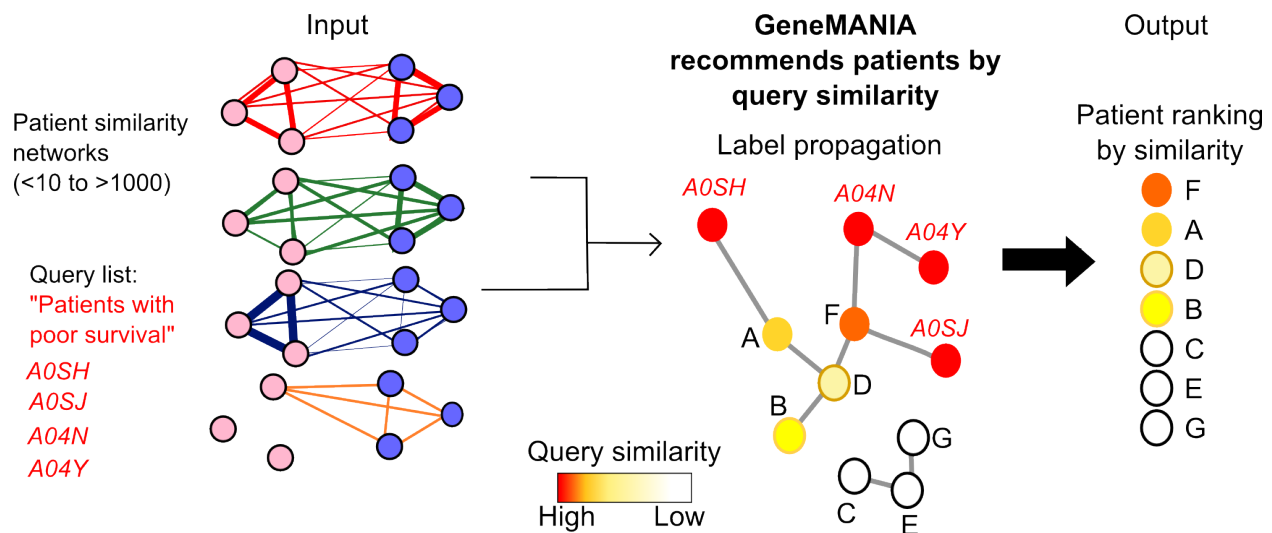 Input
Patient similarity
networks
(<10 to >1000)
Query list:
"Patients with
poor survival"
A0SH
A0SJ
A04N
A04Y
GeneMANIA
recommends patients by
query similarity
Label propagation
A0SH
A04N
A04Y
A0SJ
A
F
D
B
G
C
E
Query similarity
High
Low
Output
Patient ranking
by similarity
F
A
D
B
C
E
G